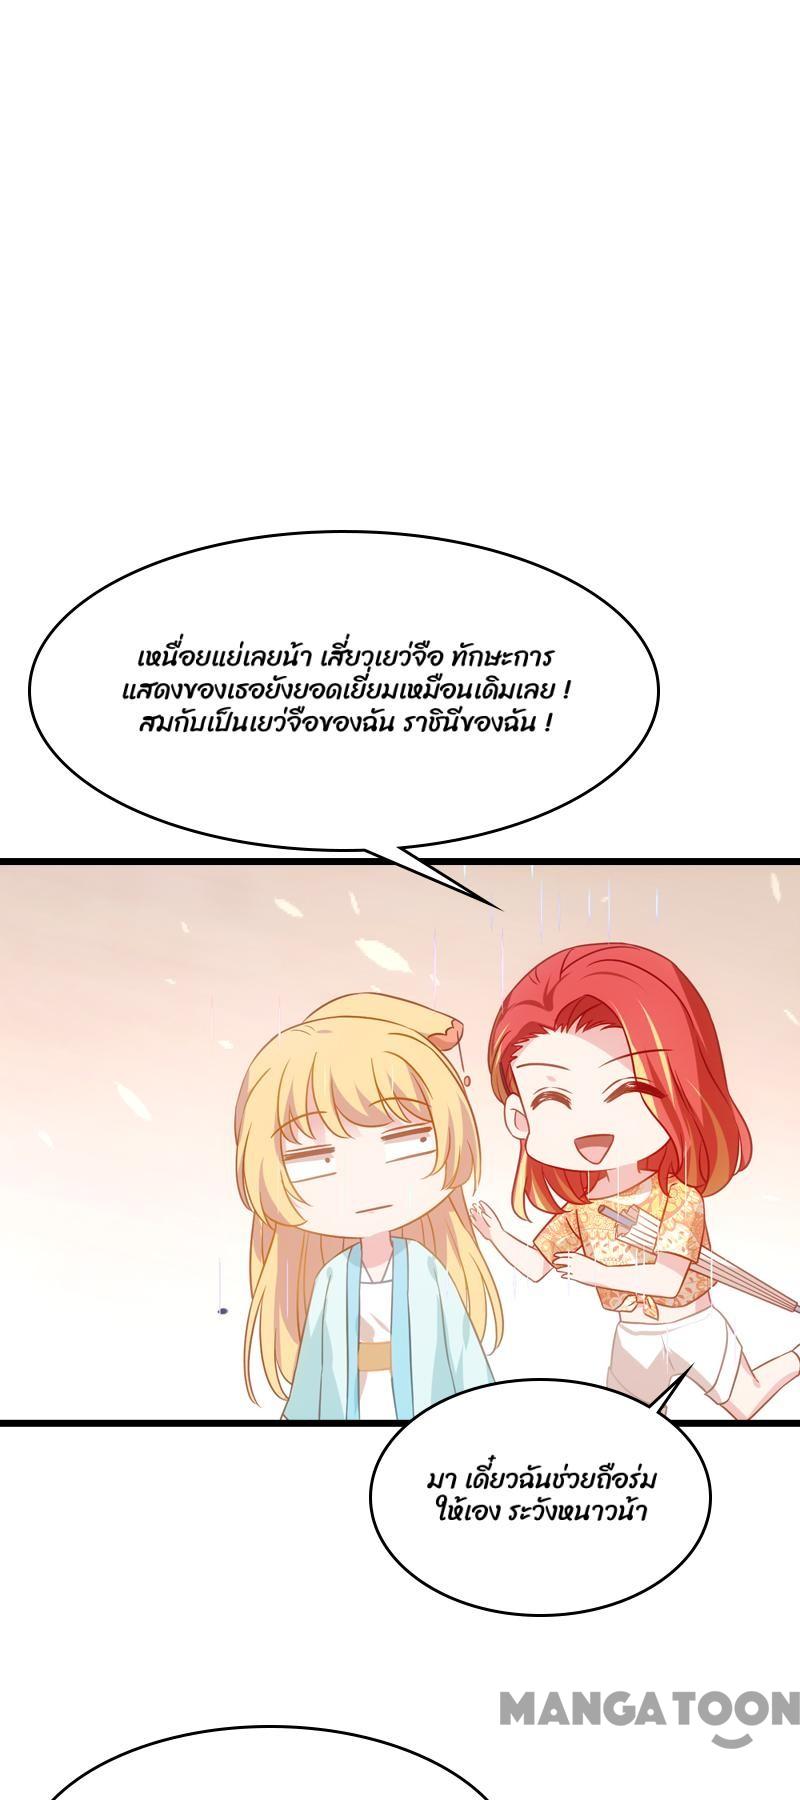 เหนื่อยแย่เลยน้า เสี่ยวเยว่จือ ทักษะการ
แสดงของเธอยังยอดเยี่ยมเหมือนเดิมเลย !
สมกับเป็นเยว่จือของฉัน ราชินีของฉัน !
มา เดี๋ยวฉันช่วยถือร่ม
ให้เอง ระวังหนาวน้า
MANGATOON